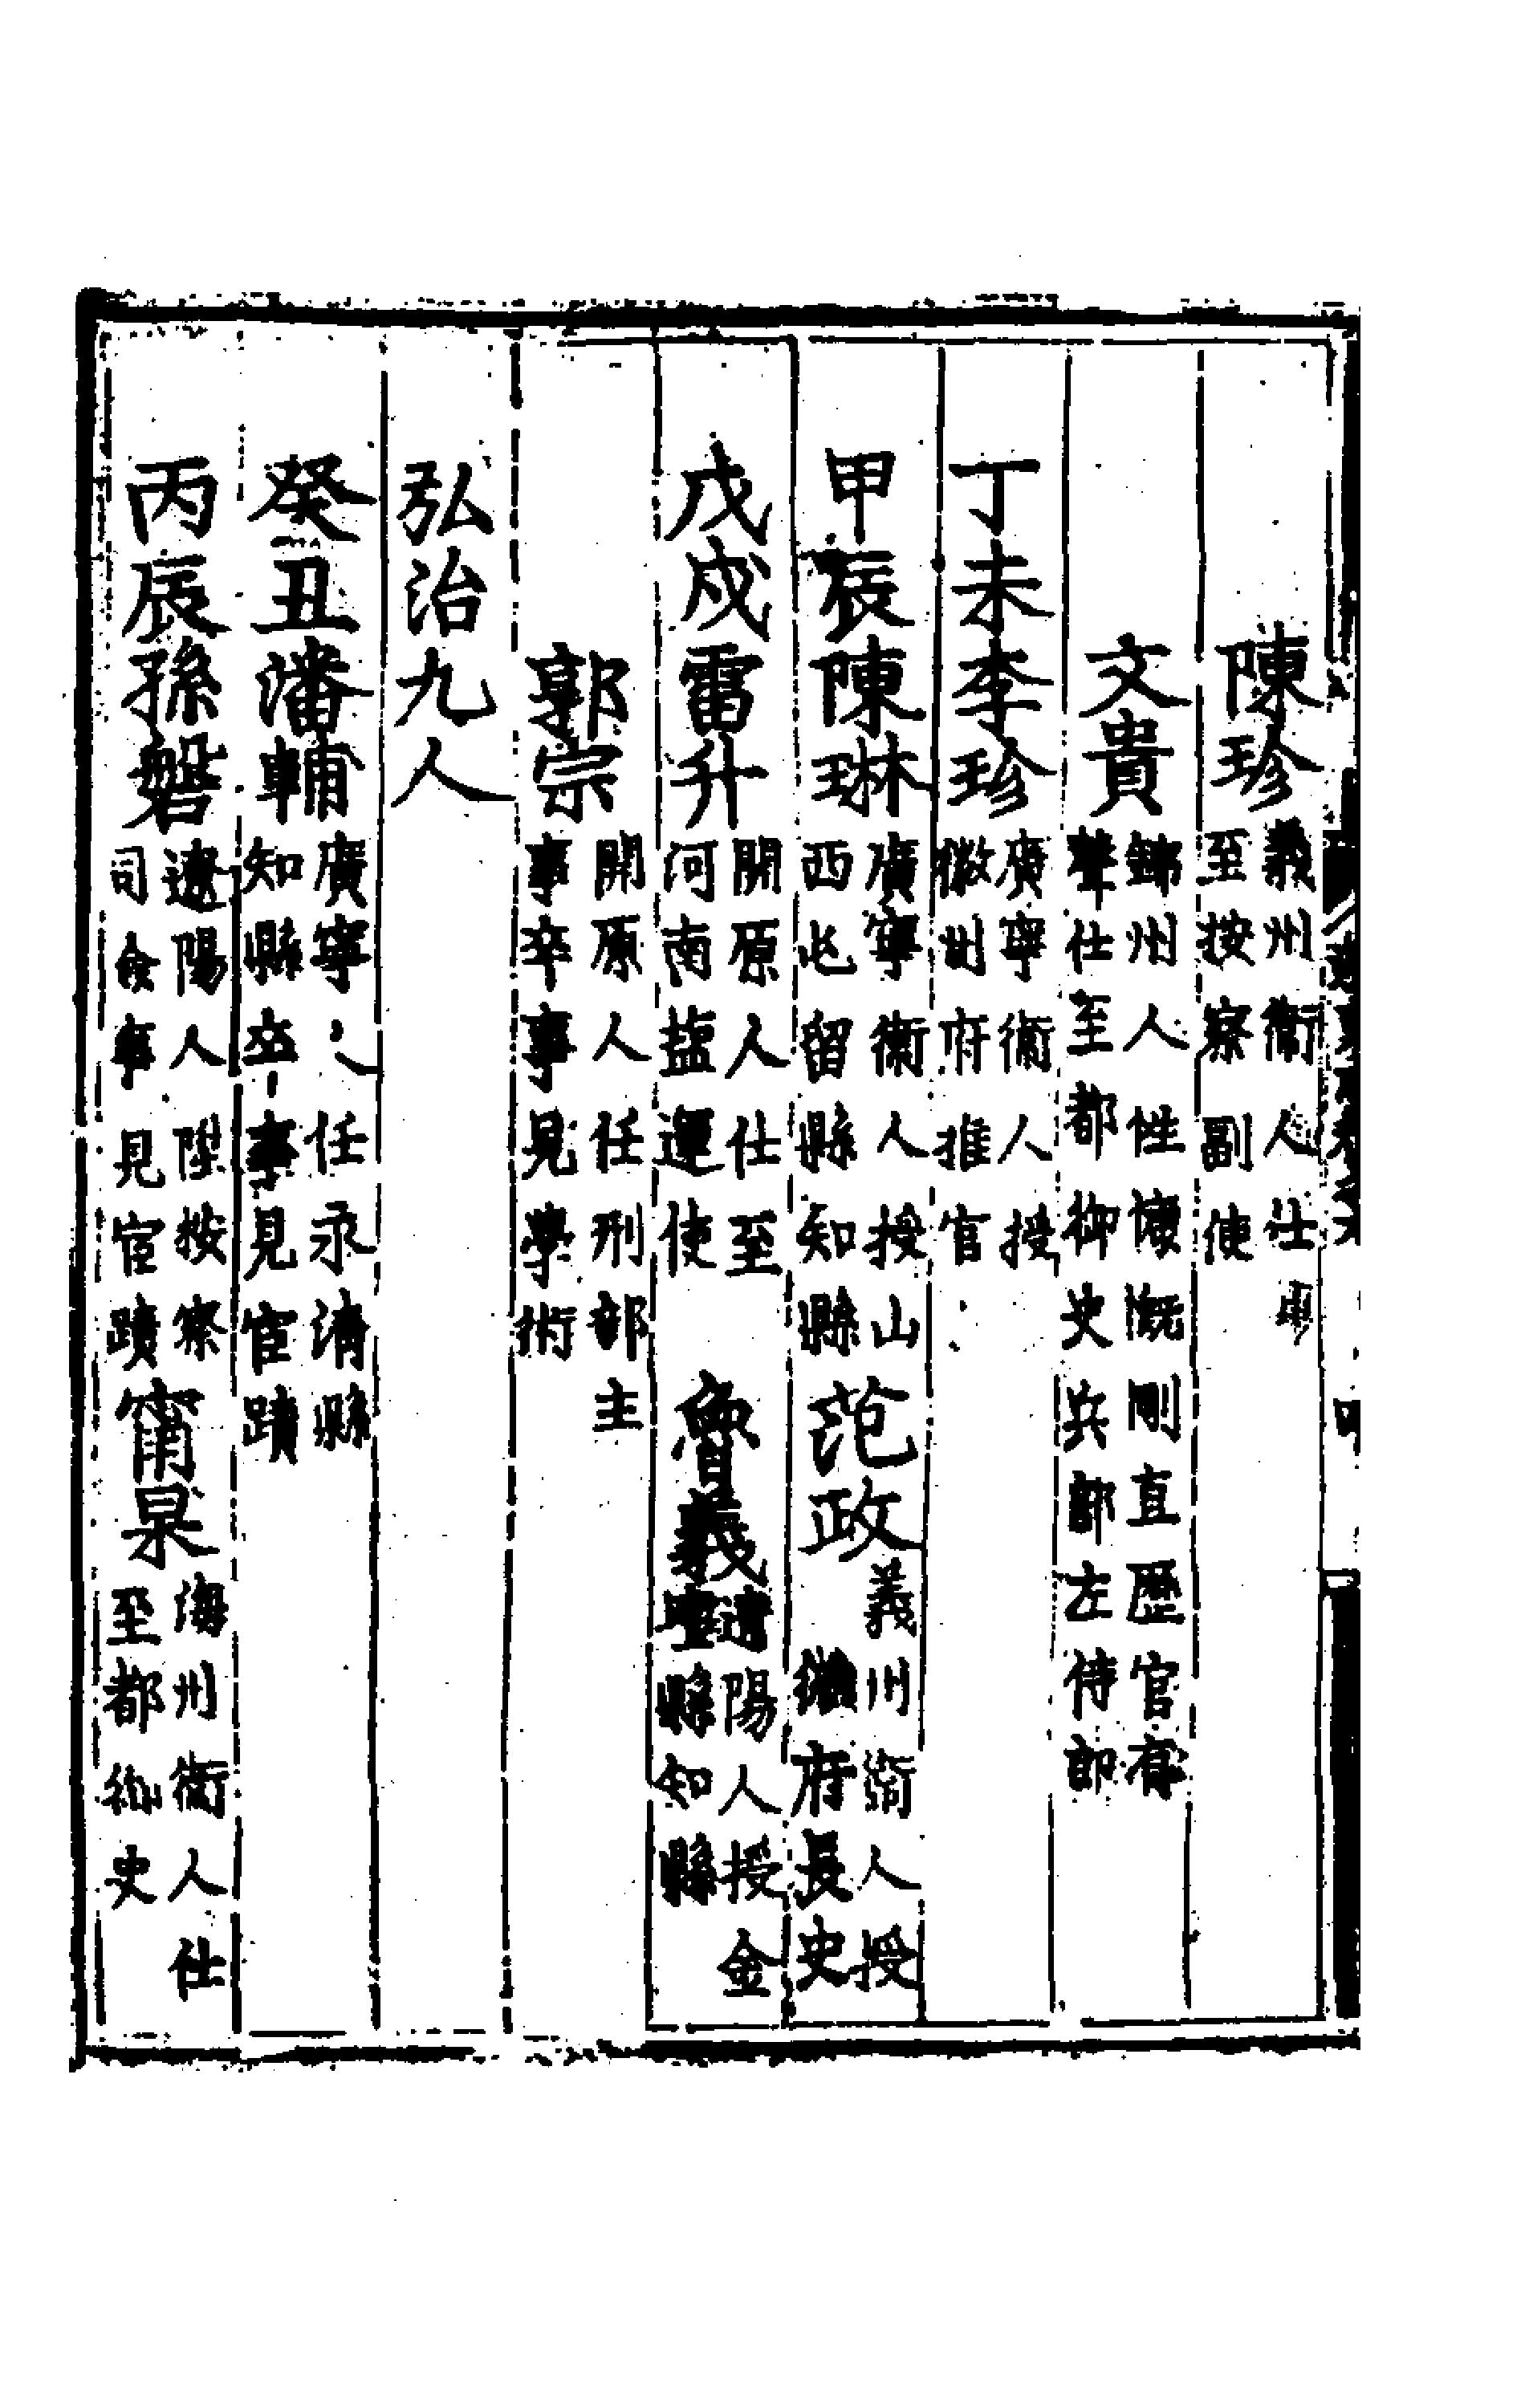 陳珍義州衛人仕
至按察副使
文貴錦州人性慷慨剛直歷官有
聲仕至都御史兵部左侍郎
丁未李珍廣寧衛人授
徽州府推官
甲辰陳琳廣寧衛人授山
西屯留縣知縣
范政義州衛人授
府長史
戊戌雷升開原人仕至
河南鹽運使
魯義遼陽人授金
壇縣知縣
郭宗開原人任刑部主
事卒事見學術
弘治九人
癸丑潘輔廣寧人任永清縣
知縣卒事見宦蹟
丙辰孫磐遼陽人陞按察
司僉事見宦蹟
甯杲海州衛人仕
至都御史